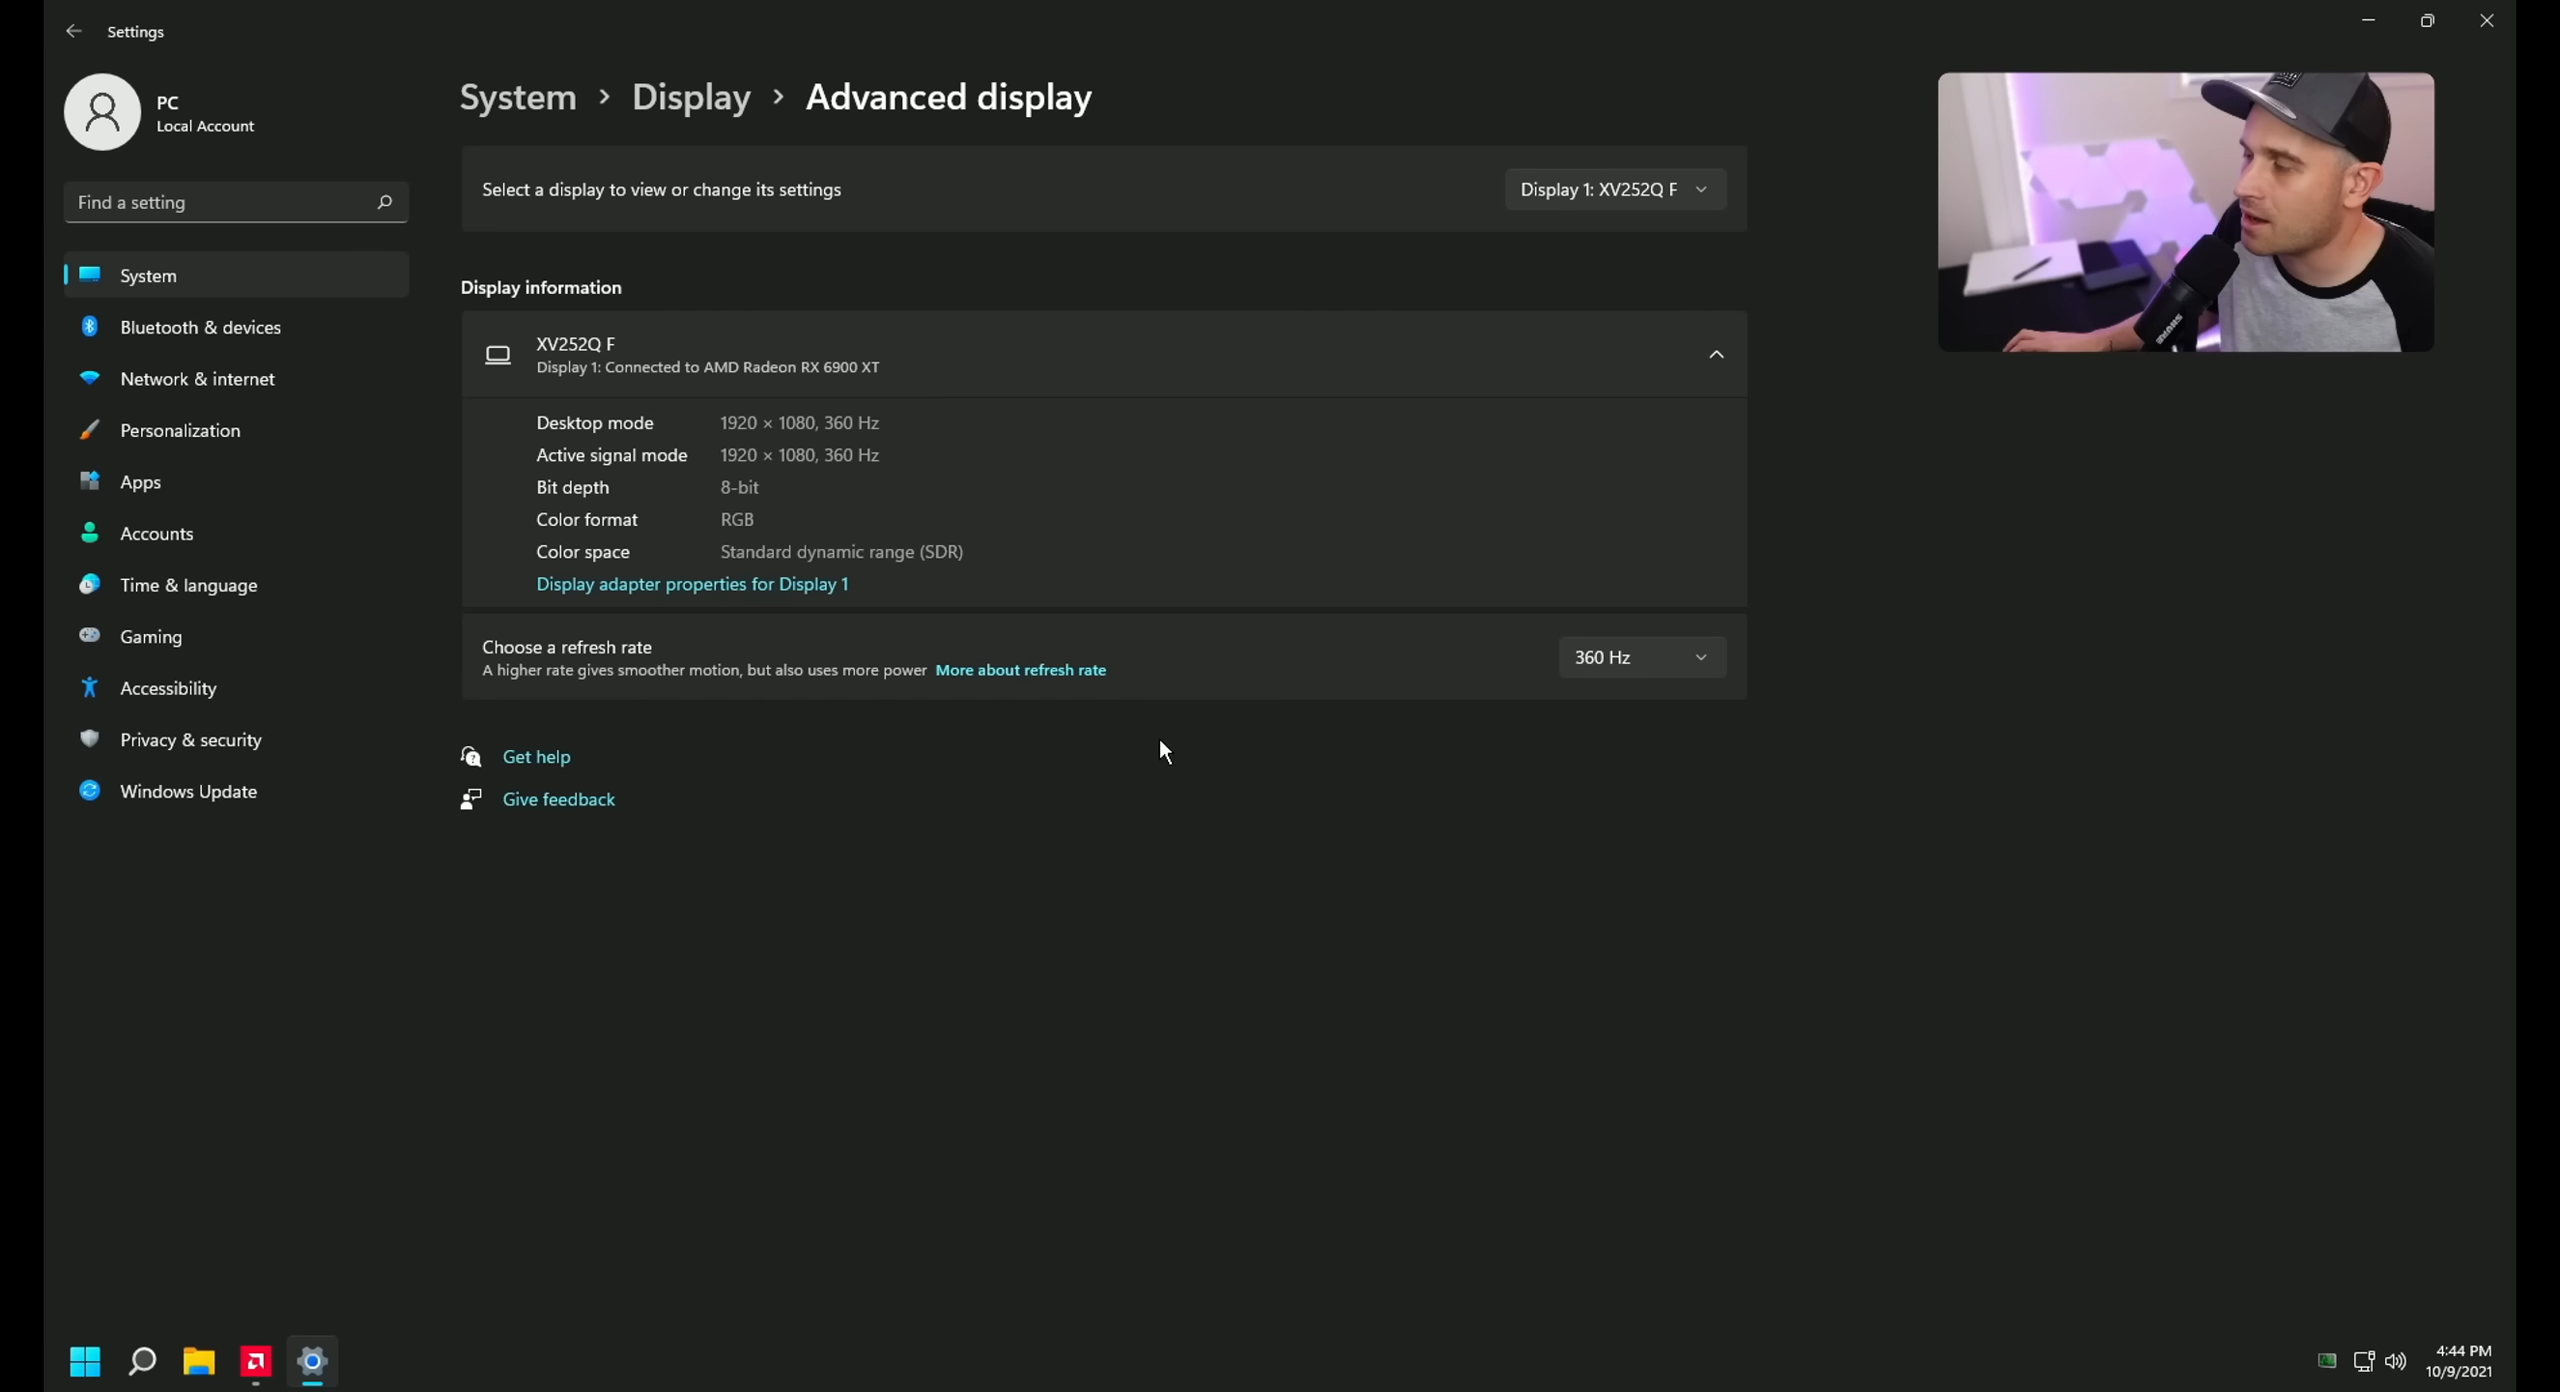 Settings
PC
Local Account
Find a setting
System
Bluetooth & devices
Network & internet
Personalization
Apps
Accounts
Time & language
Gaming
Accessibility
Privacy & security
Windows Update
System > Display > Advanced display
Select a display to view or change its settings
Display 1: XV252Q F
Display information
XV252Q F
Display 1: Connected to AMD Radeon RX 6900 XT
Desktop mode 1920 × 1080, 360 Hz
Active signal mode 1920 × 1080, 360 Hz
Bit depth 8-bit
Color format RGB
Color space Standard dynamic range (SDR)
Display adapter properties for Display 1
Choose a refresh rate
A higher rate gives smoother motion, but also uses more power More about refresh rate
360 Hz
Get help
Give feedback
SHURE
4:44 PM
10/9/2021